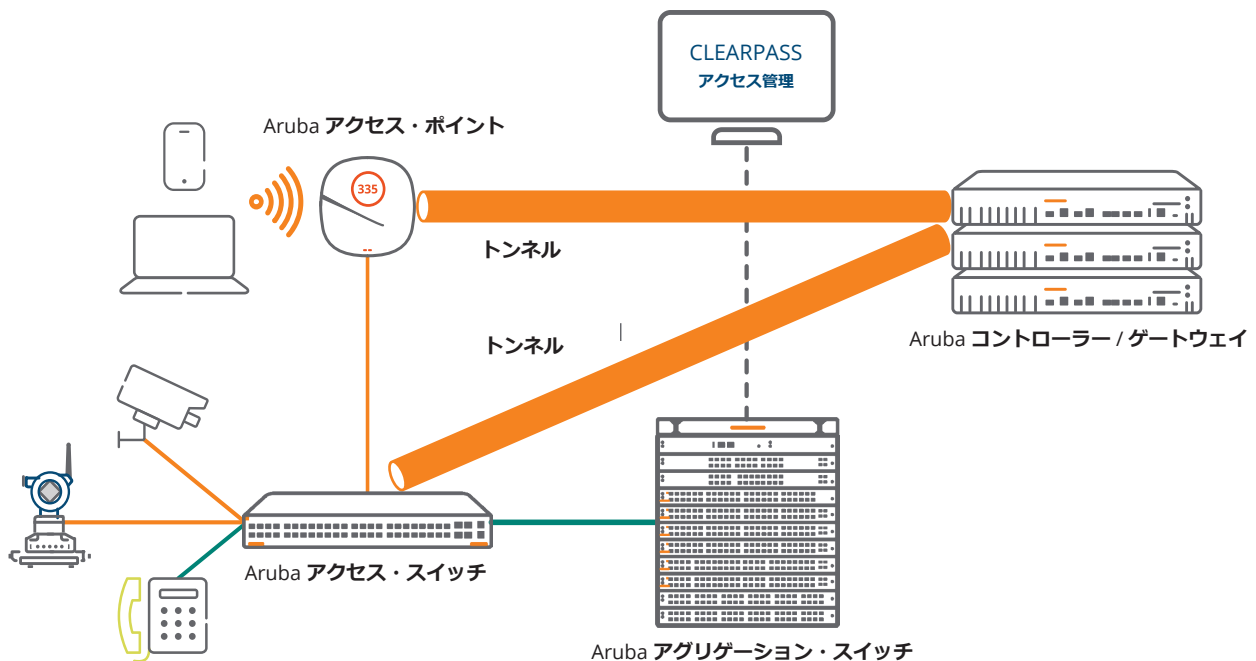 CLEARPASS
アクセス管理
Aruba アクセス・ポイント
335
トンネル
トンネル
Aruba コントローラー / ゲートウェイ
Aruba アクセス・スイッチ
Aruba アグリゲーション・スイッチ